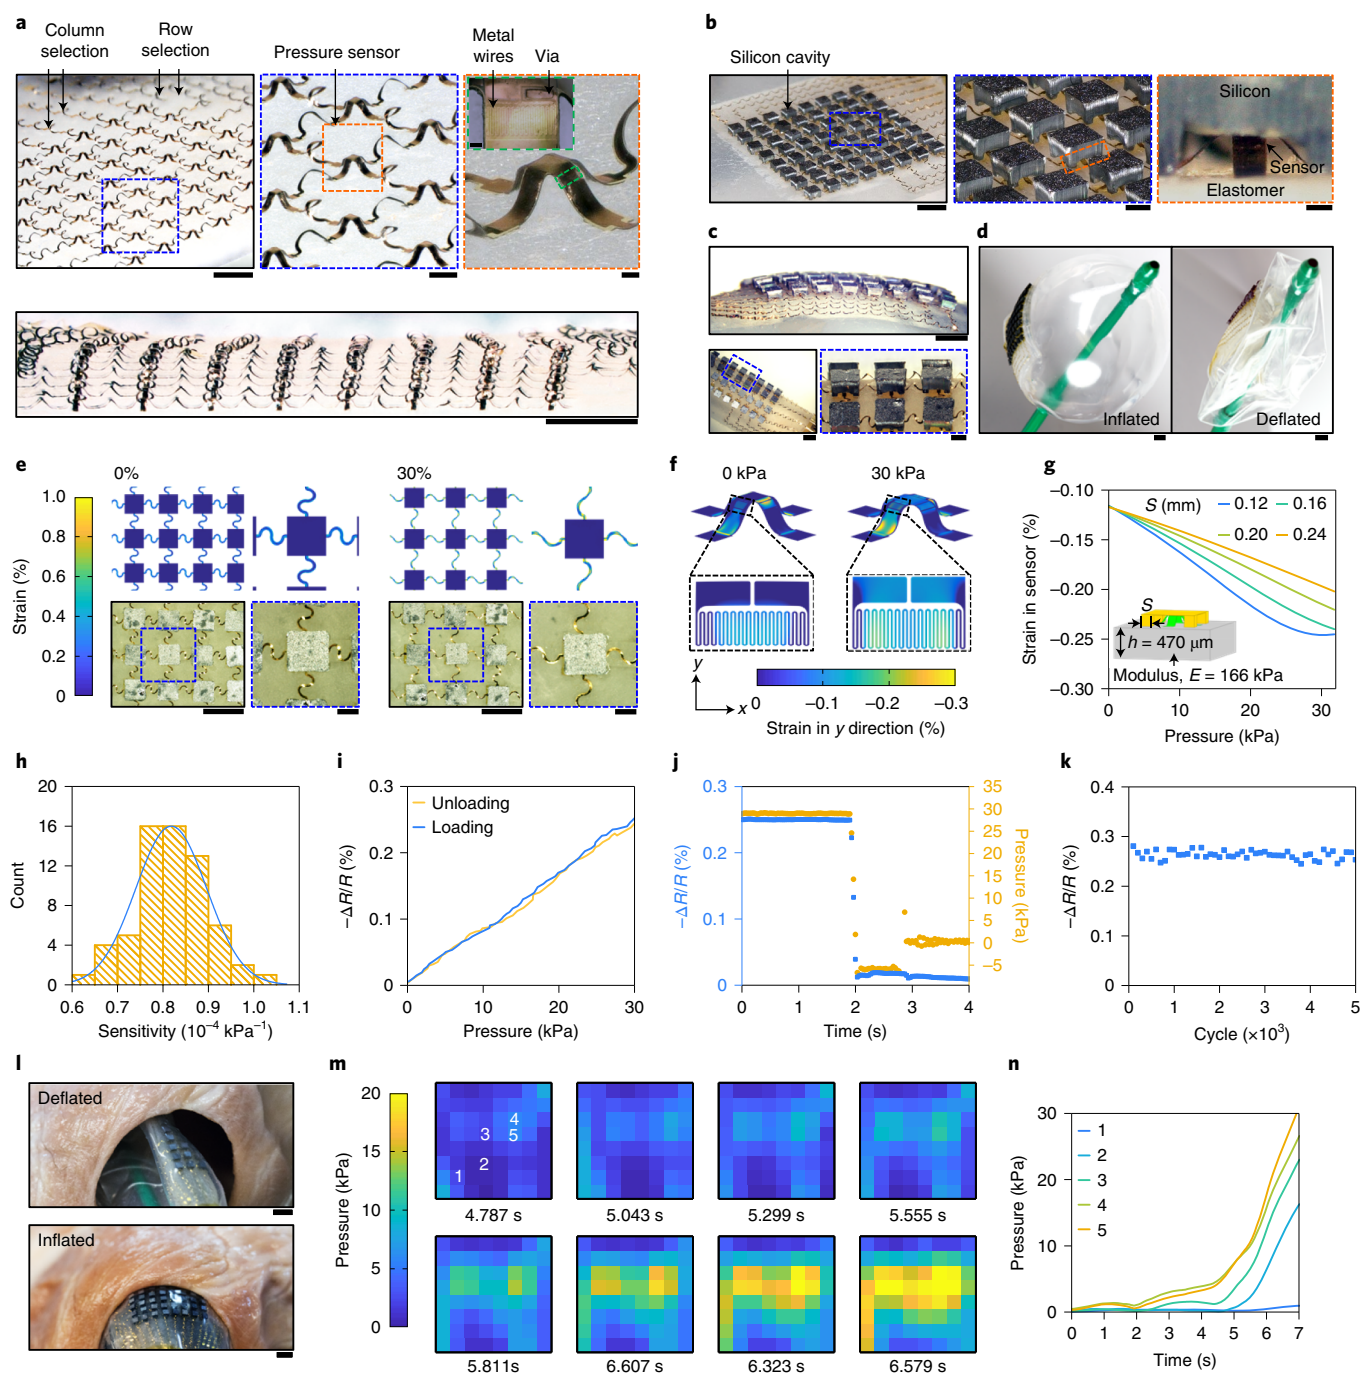 a
Column selection
Row selection
Pressure sensor
Metal wires
Via
b
Silicon cavity
Silicon
Sensor
Elastomer
c
d
Inflated
Deflated
e
0%
30%
1.0
0.8
0.6
0.4
0.2
0
Strain (%)
f
0 kPa
30 kPa
y
x
0
–0.1
–0.2
–0.3
Strain in y direction (%)
g
–0.10
–0.15
–0.20
–0.25
–0.30
Strain in sensor (%)
S (mm)
0.12
0.16
0.20
0.24
S
h = 470 μm
Modulus, E = 166 kPa
0
10
20
30
Pressure (kPa)
h
20
16
12
8
4
0
Count
0.6
0.7
0.8
0.9
1.0
1.1
Sensitivity (10⁻⁴ kPa⁻¹)
i
0.3
0.2
0.1
0
–ΔR/R (%)
Unloading
Loading
0
10
20
30
Pressure (kPa)
j
0.3
0.2
0.1
0
–ΔR/R (%)
35
30
25
20
15
10
5
0
–5
Pressure (kPa)
0
1
2
3
4
Time (s)
k
0.4
0.3
0.2
0.1
0
–ΔR/R (%)
0
1
2
3
4
5
Cycle (×10³)
l
Deflated
Inflated
m
20
15
10
5
0
Pressure (kPa)
4
3
5
2
1
4.787 s
5.043 s
5.299 s
5.555 s
5.811s
6.607 s
6.323 s
6.579 s
n
30
20
10
0
Pressure (kPa)
1
2
3
4
5
0
1
2
3
4
5
6
7
Time (s)